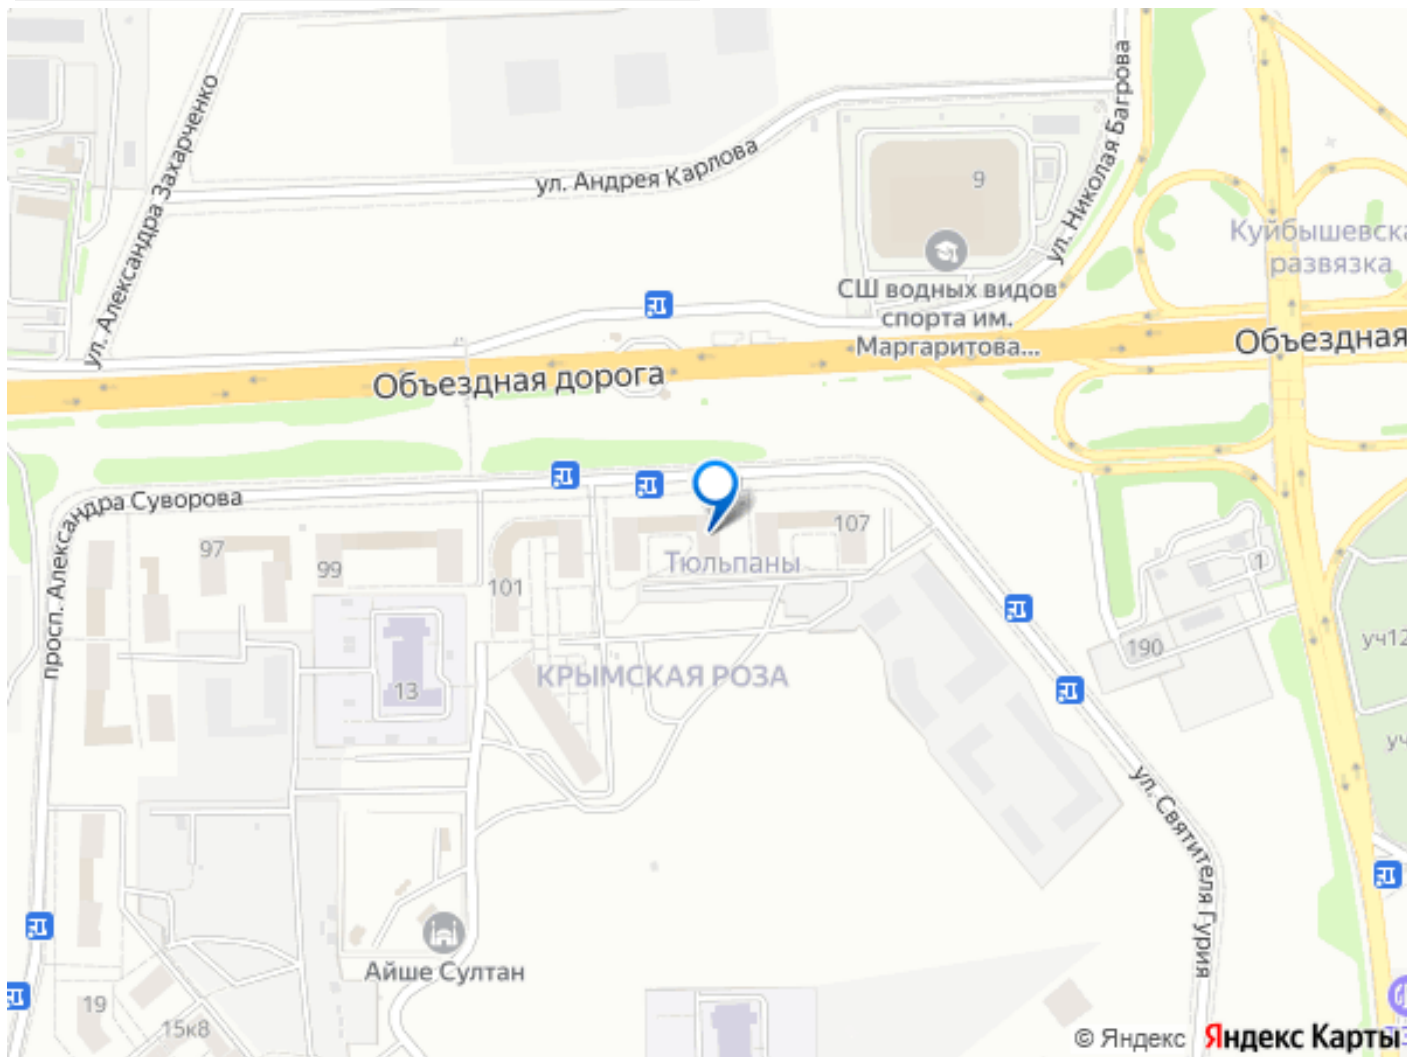 ул. Александра Захарченко
ул. Андрея Карлова
ул. Николая Багрова
9
СШ водных видов
спорта им.
Маргаритова...
Куйбышевска
развязка
Объездная дорога
Объездная
просп. Александра Суворова
97
99
101
107
Тюльпаны
КРЫМСКАЯ РОЗА
13
1
190
уч12
уч
ул. Святителя Гурия
Айше Султан
19
15к8
© Яндекс Яндекс Карты